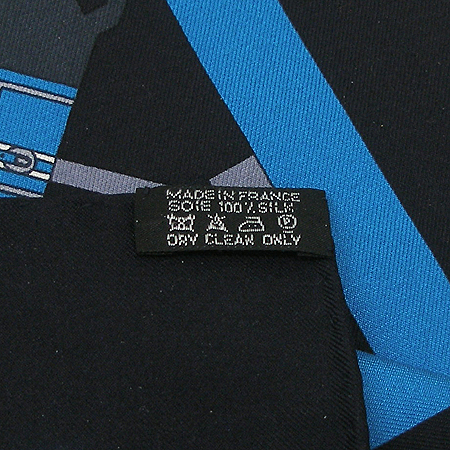 MADE IN FRANCE
SOIE 100% SILK
DRY CLEAN ONLY